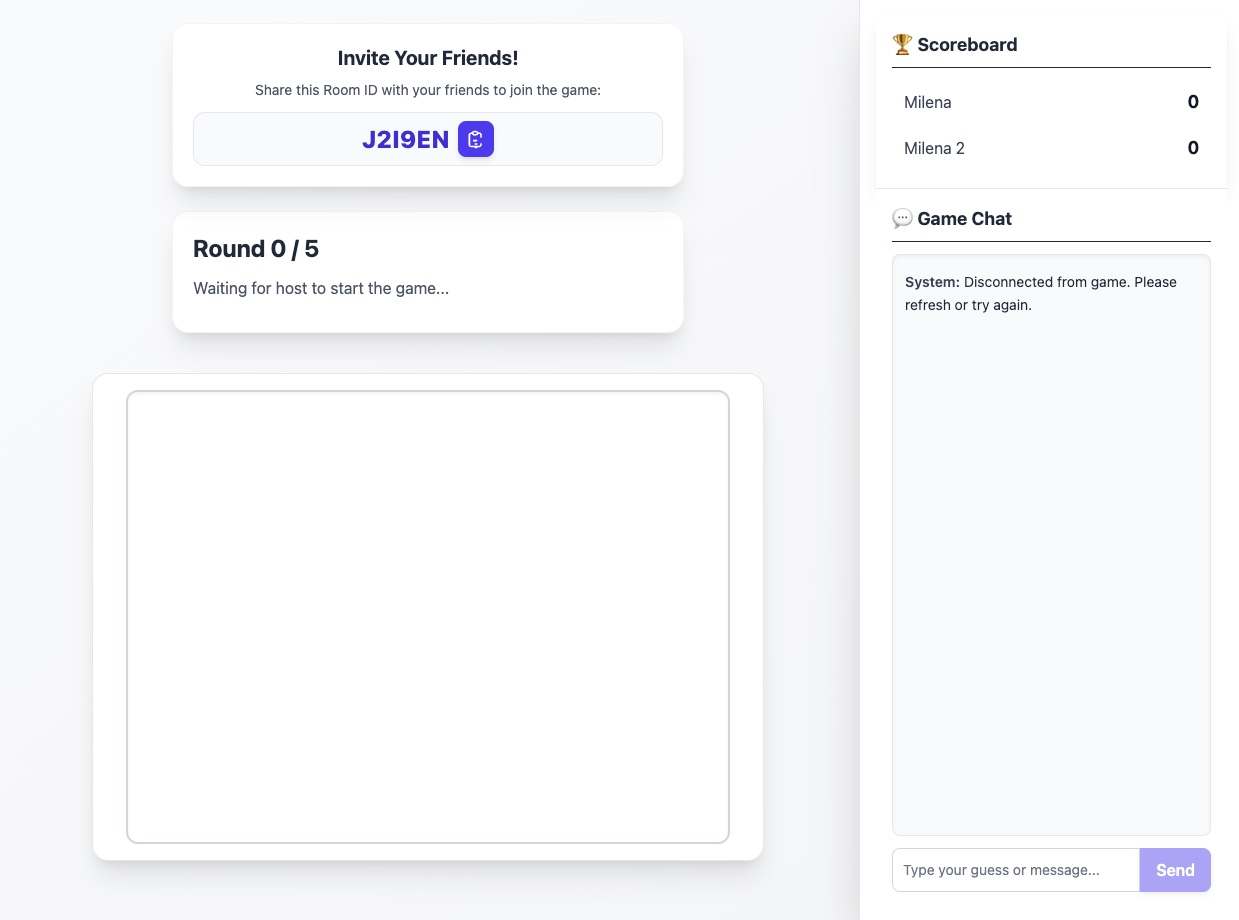 Invite Your Friends!
Share this Room ID with your friends to join the game:
J2I9EN
Round 0 / 5
Waiting for host to start the game...
🏆 Scoreboard
Milena 0
Milena 2 0
💬 Game Chat
System: Disconnected from game. Please
refresh or try again.
Type your guess or message...
Send